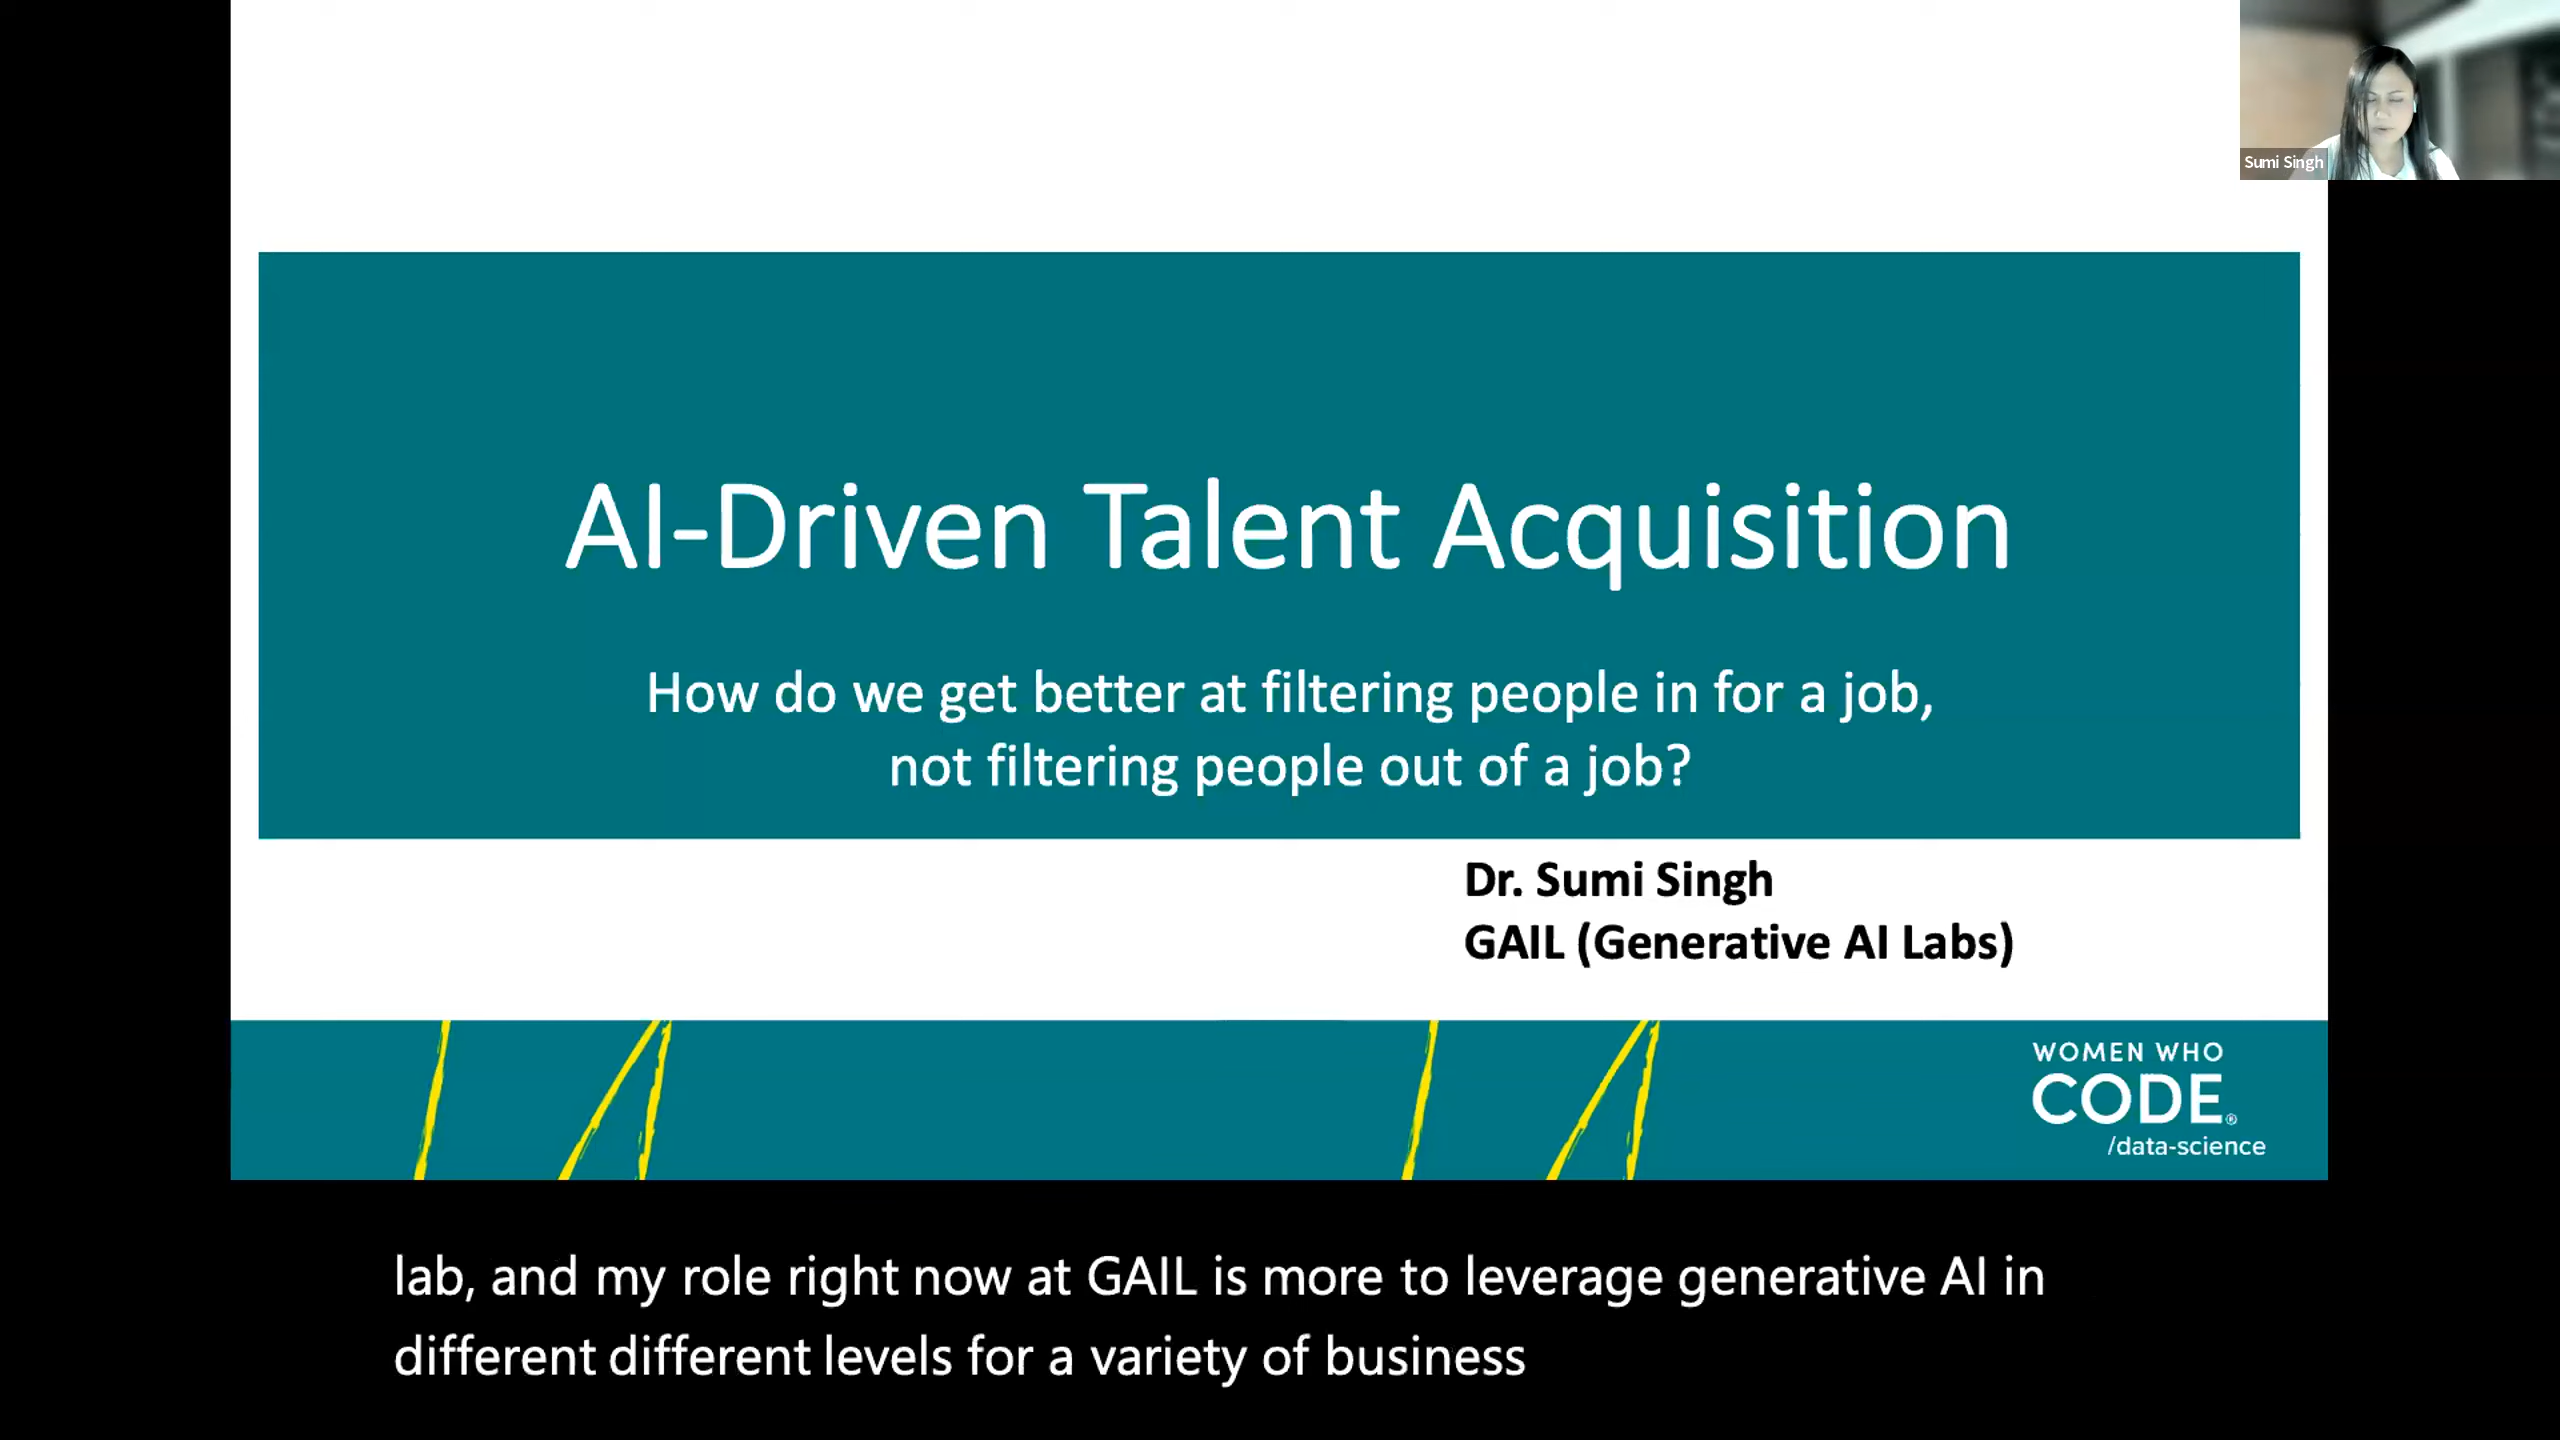 Sumi Singh
AI-Driven Talent Acquisition
How do we get better at filtering people in for a job,
not filtering people out of a job?
Dr. Sumi Singh
GAIL (Generative AI Labs)
WOMEN WHO
CODE®
/data-science
lab, and my role right now at GAIL is more to leverage generative AI in
different different levels for a variety of business